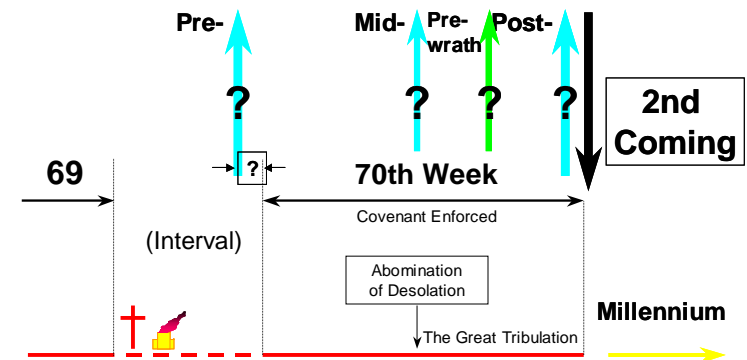 Pre-
Mid-
Pre-
wrath
Post-
?
?
?
?
2nd
Coming
69
?
70th Week
Covenant Enforced
(Interval)
Abomination
of Desolation
Millennium
The Great Tribulation